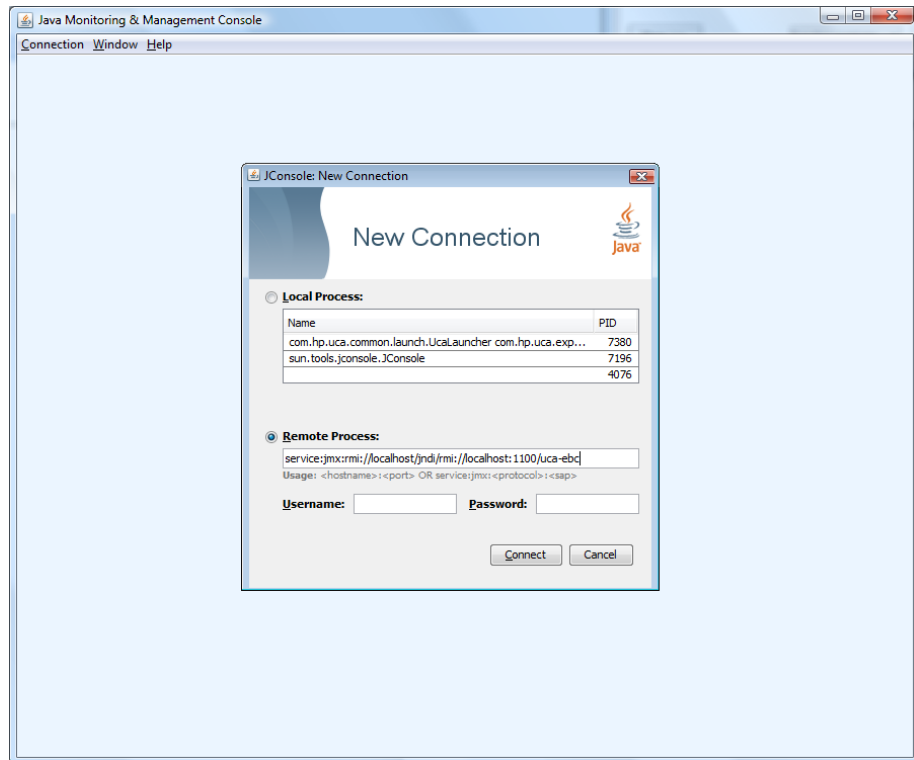 Java Monitoring & Management Console
Connection Window Help
JConsole: New Connection
New Connection
Java
Local Process:
Name PID
com.hp.uca.common.launch.UcaLauncher com.hp.uca.exp... 7380
sun.tools.jconsole.JConsole 7196
4076
Remote Process:
service:jmx:rmi://localhost/jndi/rmi://localhost:1100/uca-ebc
Usage: <hostname>:<port> OR service:jmx:<protocol>:<sap>
Username: Password:
Connect Cancel